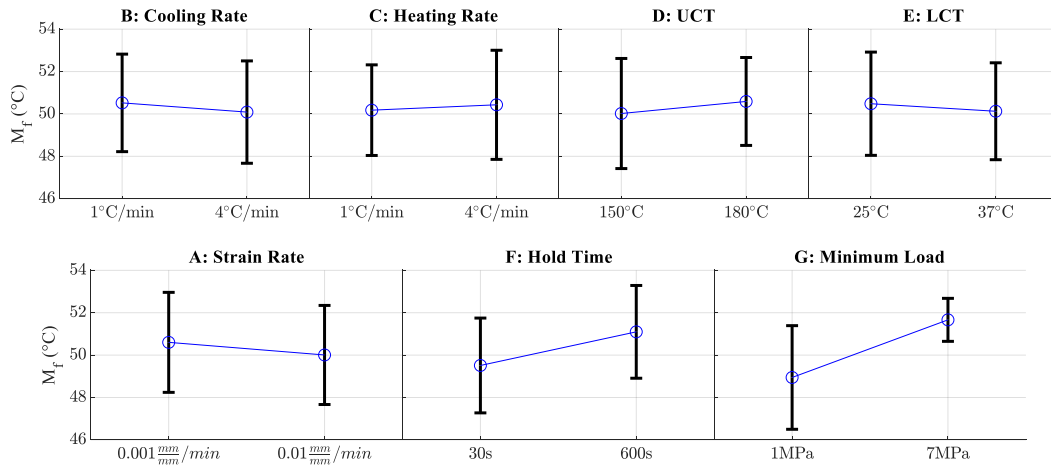 B: Cooling Rate C: Heating Rate D: UCT E: LCT
54
52
50
48
46
M_f (°C)
1°C/min 4°C/min 1°C/min 4°C/min 150°C 180°C 25°C 37°C
A: Strain Rate F: Hold Time G: Minimum Load
54
52
50
48
46
M_f (°C)
0.001 mm/mm /min 0.01 mm/mm /min 30s 600s 1MPa 7MPa